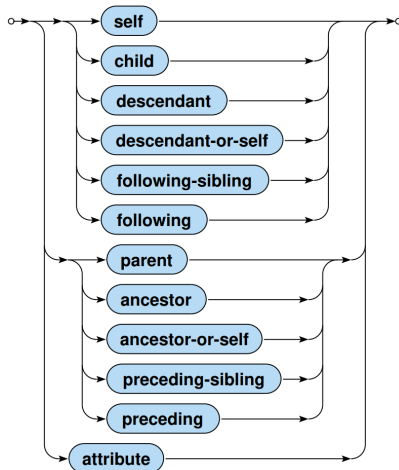 self
child
descendant
descendant-or-self
following-sibling
following
parent
ancestor
ancestor-or-self
preceding-sibling
preceding
attribute